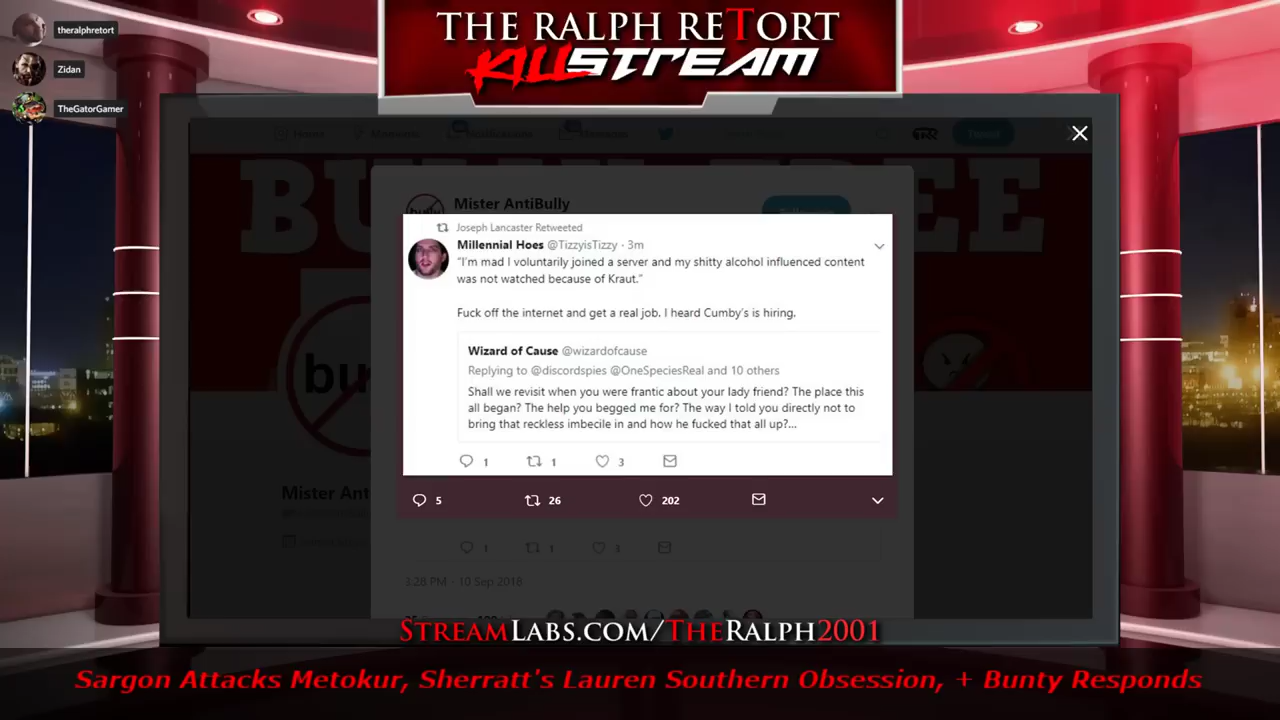 THE RALPH RETORT
KILLSTREAM
theralphretort
Zidan
TheGatorGamer
Home
Moments
Tweet
Mister AntiBully
Joseph Lancaster Retweeted
Millennial Hoes @TizzyisTizzy · 3m
"I'm mad I voluntarily joined a server and my shitty alcohol influenced content
was not watched because of Kraut."
Fuck off the internet and get a real job. I heard Cumby's is hiring.
Wizard of Cause @wizardofcause
Replying to @discordspies @OneSpeciesReal and 10 others
Shall we revisit when you were frantic about your lady friend? The place this
all began? The help you begged me for? The way I told you directly not to
bring that reckless imbecile in and how he fucked that all up?...
1 1 3
5 26 202
Mister Ant
1 1 3
3:28 PM - 10 Sep 2018
STREAMLABS.COM/THERALPH2001
Sargon Attacks Metokur, Sherratt's Lauren Southern Obsession, + Bunty Responds